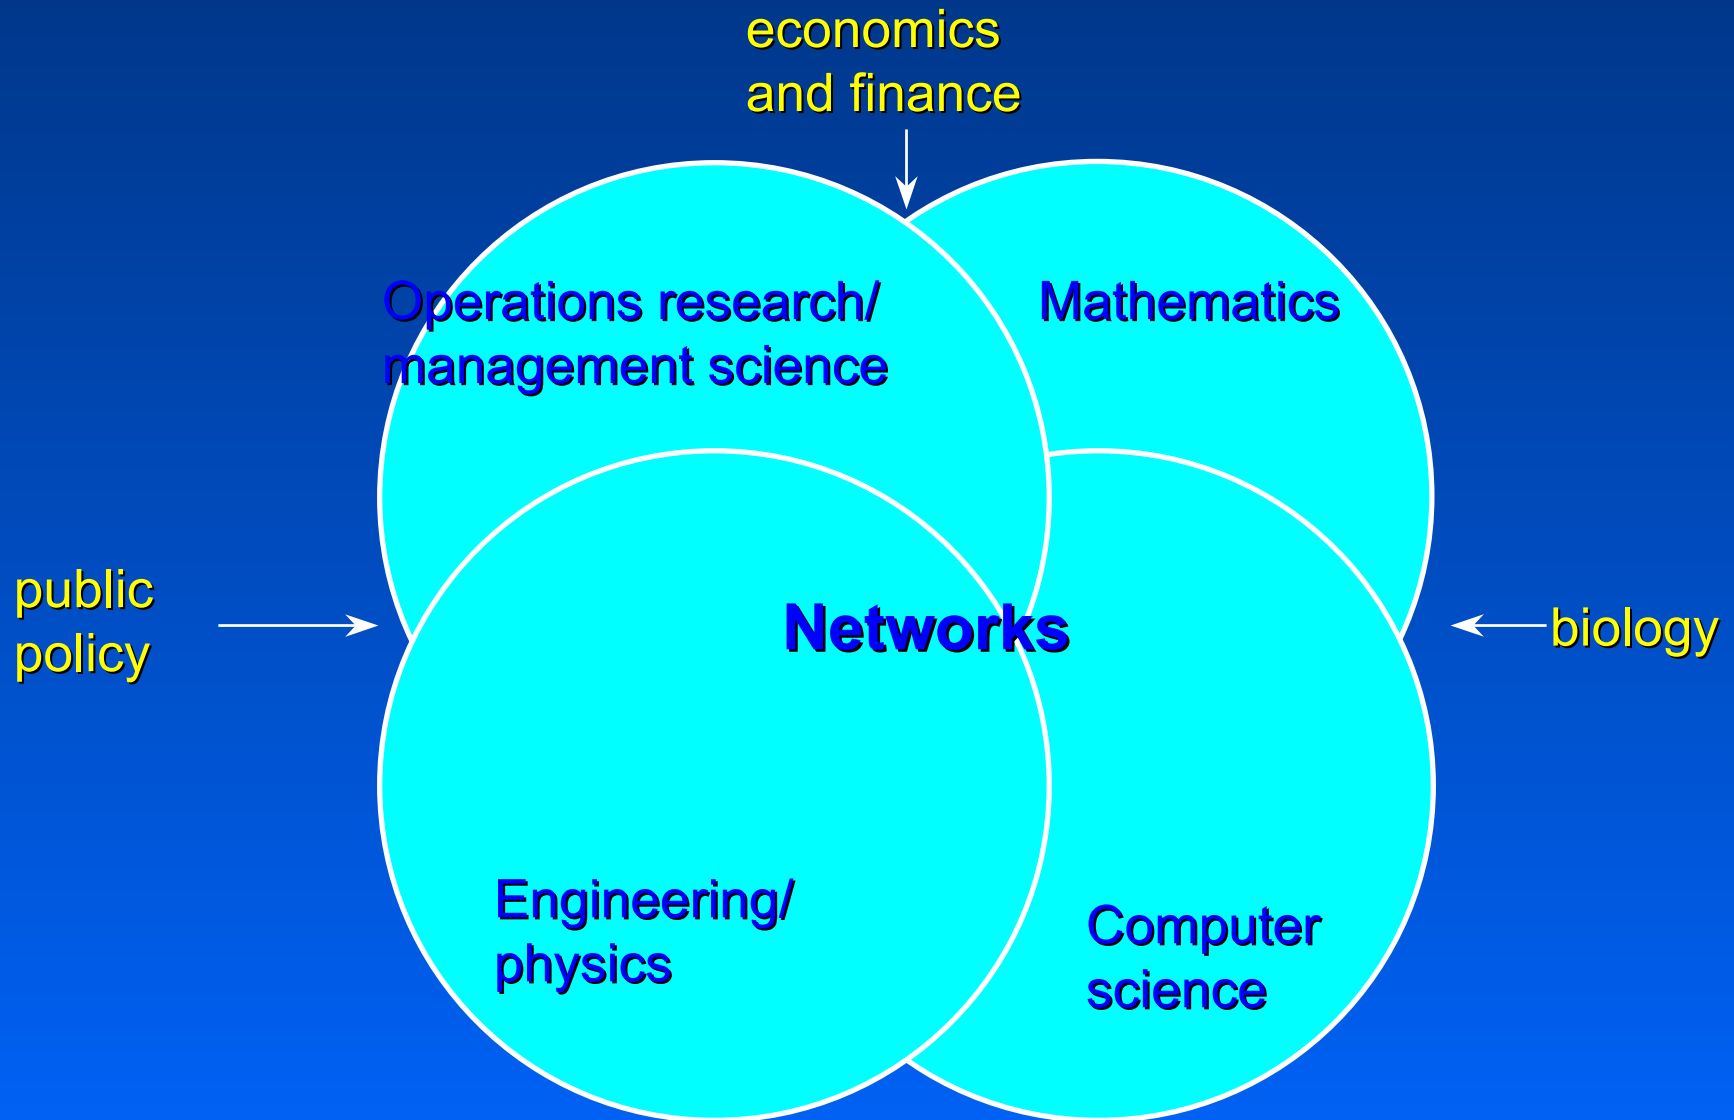 economics
and finance
Operations research/
management science
Mathematics
public
policy
Networks
biology
Engineering/
physics
Computer
science